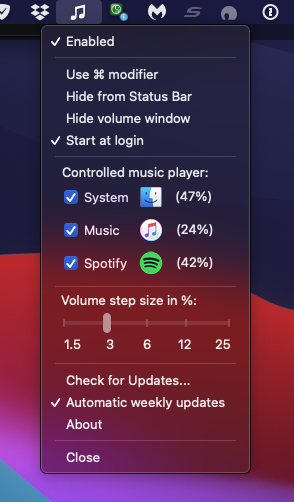 ✓ Enabled
Use ⌘ modifier
Hide from Status Bar
Hide volume window
✓ Start at login
Controlled music player:
System (47%)
Music (24%)
Spotify (42%)
Volume step size in %:
1.5 3 6 12 25
Check for Updates...
✓ Automatic weekly updates
About
Close